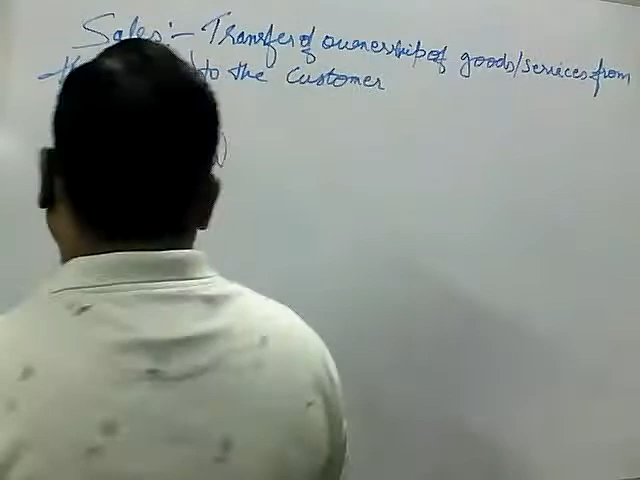 Sales:- Transfer of ownership of goods/services from
to the Customer